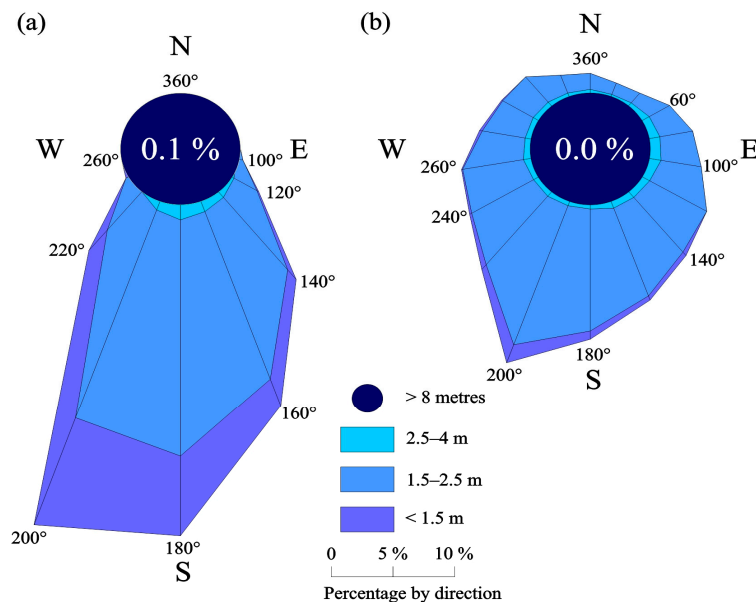 (a)
N
360°
W
260°
0.1 %
100°
E
120°
220°
140°
160°
200°
180°
S
(b)
N
360°
60°
W
260°
0.0 %
100°
E
240°
140°
200°
180°
S
> 8 metres
2.5–4 m
1.5–2.5 m
< 1.5 m
0 5 % 10 %
Percentage by direction